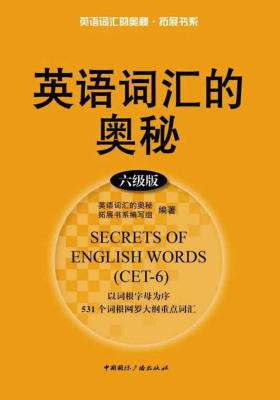 英语词汇的奥秘·拓展书系
英语词汇的
奥秘
六级版
英语词汇的奥秘
拓展书系编写组 编著
SECRETS OF
ENGLISH WORDS
(CET-6)
以词根字母为序
531个词根网罗大纲重点词汇
中国国际广播出版社